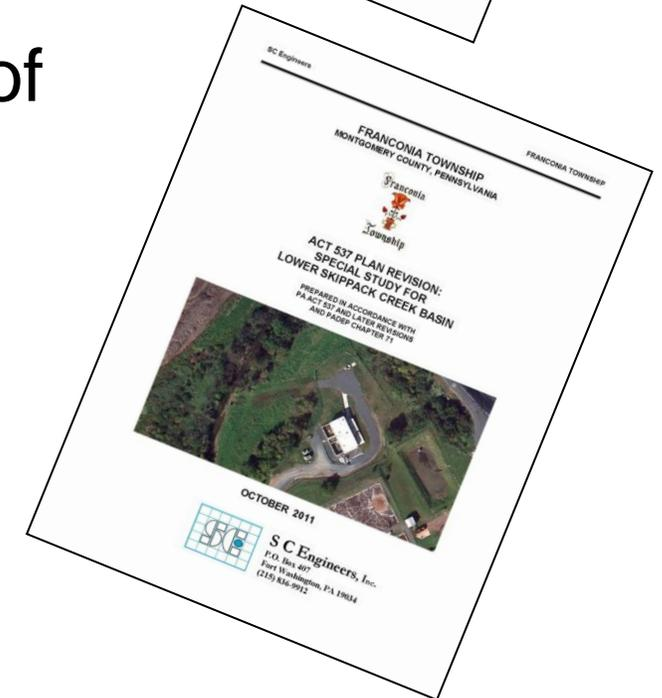 of
SC Engineers
FRANCONIA TOWNSHIP
FRANCONIA TOWNSHIP
MONTGOMERY COUNTY, PENNSYLVANIA
Franconia
Township
ACT 537 PLAN REVISION:
SPECIAL STUDY FOR
LOWER SKIPPACK CREEK BASIN
PREPARED IN ACCORDANCE WITH
PA ACT 537 AND LATER REVISIONS
AND PADEP CHAPTER 71
OCTOBER 2011
SCE
S C Engineers, Inc.
P.O. Box 407
Fort Washington, PA 19034
(215) 836-9912